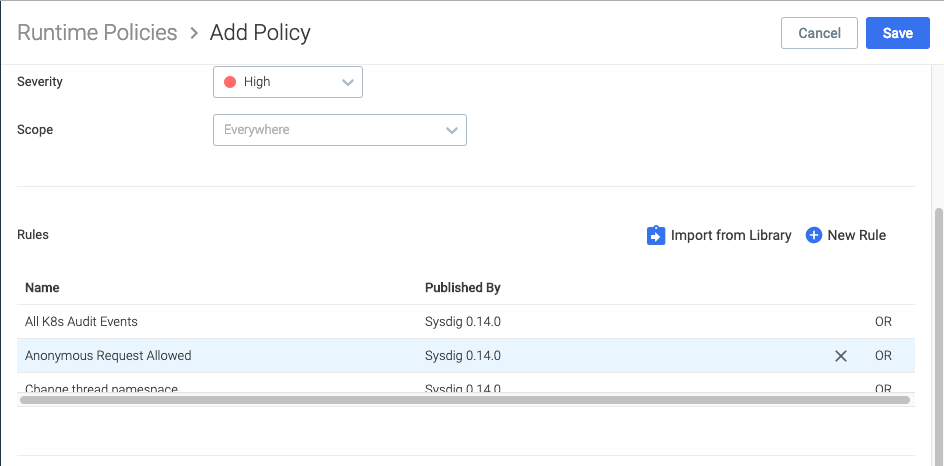 Runtime Policies > Add Policy
Cancel
Save
Severity
High
Scope
Everywhere
Rules
Import from Library
New Rule
Name Published By
All K8s Audit Events Sysdig 0.14.0 OR
Anonymous Request Allowed Sysdig 0.14.0 OR
Change thread namespace Sysdig 0.14.0 OR